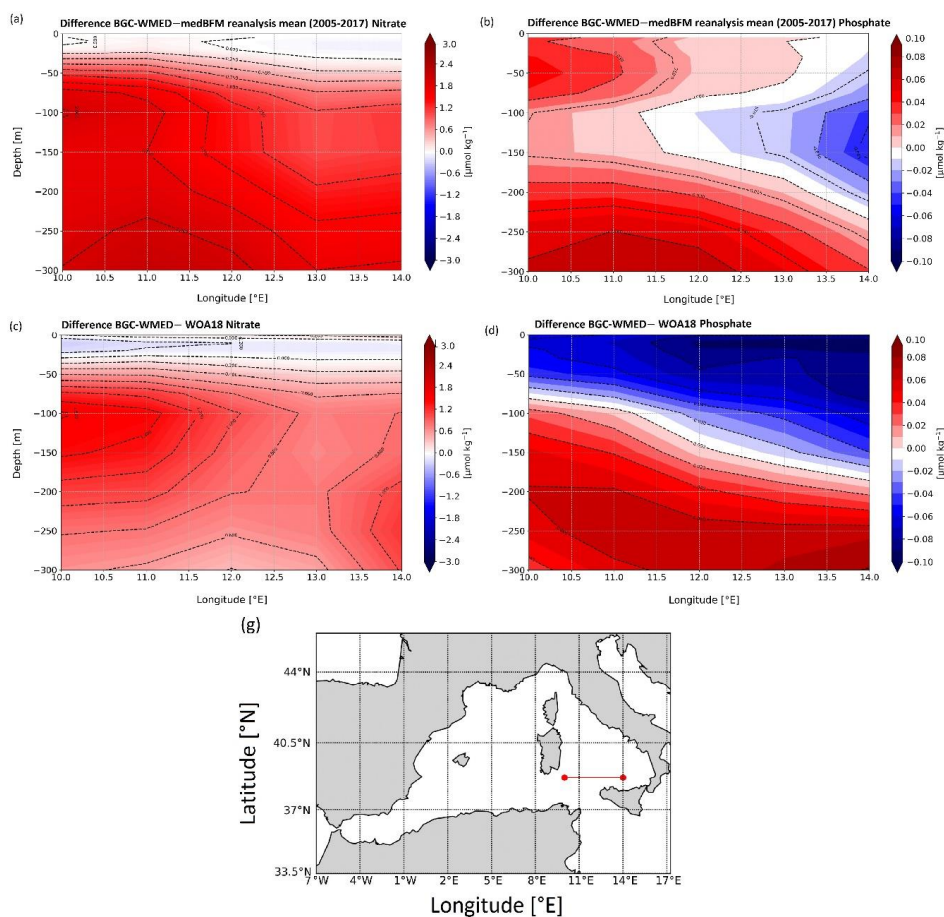 (a)
Difference BGC-WMED—medBFM reanalysis mean (2005-2017) Nitrate
0
−50
−100
−150
−200
−250
−300
Depth [m]
10.0 10.5 11.0 11.5 12.0 12.5 13.0 13.5 14.0
Longitude [°E]
3.0
2.4
1.8
1.2
0.6
0.0
−0.6
−1.2
−1.8
−2.4
−3.0
[μmol kg⁻¹]
(b)
Difference BGC-WMED—medBFM reanalysis mean (2005-2017) Phosphate
0
−50
−100
−150
−200
−250
−300
10.0 10.5 11.0 11.5 12.0 12.5 13.0 13.5 14.0
Longitude [°E]
0.10
0.08
0.06
0.04
0.02
0.00
−0.02
−0.04
−0.06
−0.08
−0.10
[μmol kg⁻¹]
(c)
Difference BGC-WMED— WOA18 Nitrate
0
−50
−100
−150
−200
−250
−300
Depth [m]
10.0 10.5 11.0 11.5 12.0 12.5 13.0 13.5 14.0
Longitude [°E]
3.0
2.4
1.8
1.2
0.6
0.0
−0.6
−1.2
−1.8
−2.4
−3.0
[μmol kg⁻¹]
(d)
Difference BGC-WMED— WOA18 Phosphate
0
−50
−100
−150
−200
−250
−300
10.0 10.5 11.0 11.5 12.0 12.5 13.0 13.5 14.0
Longitude [°E]
0.10
0.08
0.06
0.04
0.02
0.00
−0.02
−0.04
−0.06
−0.08
−0.10
[μmol kg⁻¹]
(g)
44°N
40.5°N
37°N
33.5°N
Latitude [°N]
7°W 4°W 1°W 2°E 5°E 8°E 11°E 14°E 17°E
Longitude [°E]